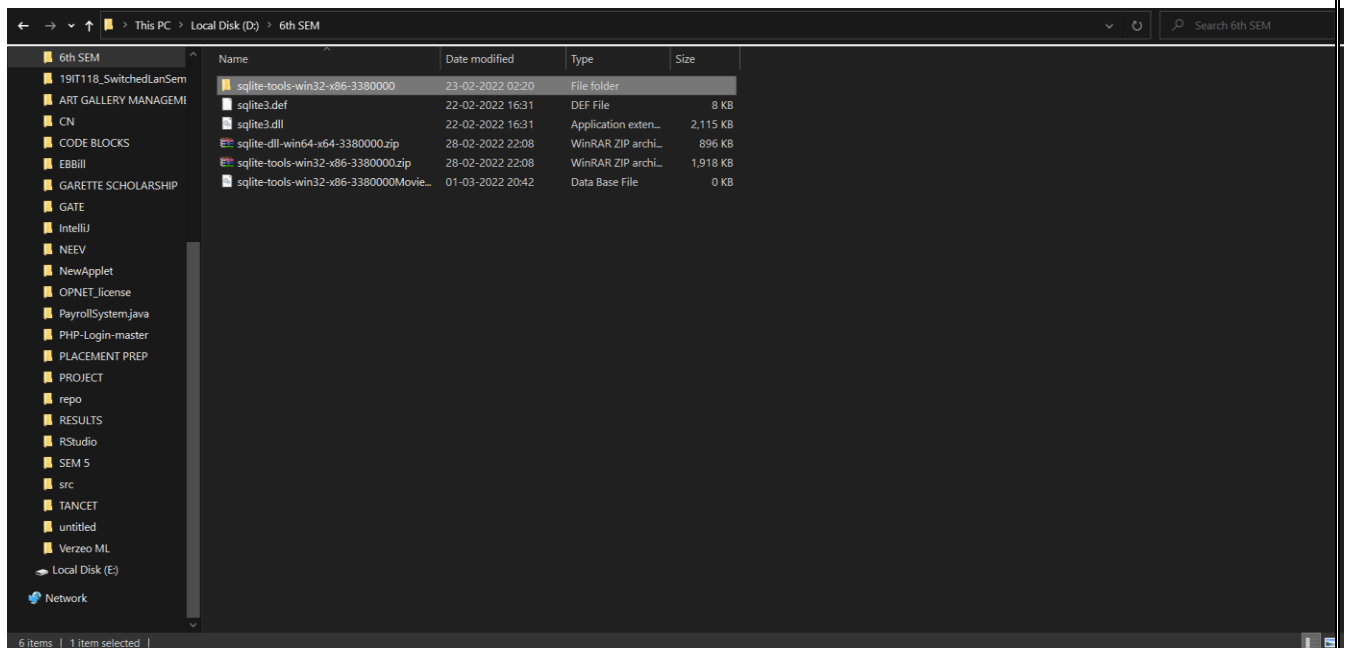 This PC > Local Disk (D:) > 6th SEM
Search 6th SEM
6th SEM
19IT118_SwitchedLanSem
ART GALLERY MANAGEME
CN
CODE BLOCKS
EBBill
GARETTE SCHOLARSHIP
GATE
IntelliJ
NEEV
NewApplet
OPNET_license
PayrollSystem.java
PHP-Login-master
PLACEMENT PREP
PROJECT
repo
RESULTS
RStudio
SEM 5
src
TANCET
untitled
Verzeo ML
Local Disk (E:)
Network
Name Date modified Type Size
sqlite-tools-win32-x86-3380000 23-02-2022 02:20 File folder
sqlite3.def 22-02-2022 16:31 DEF File 8 KB
sqlite3.dll 22-02-2022 16:31 Application exten... 2,115 KB
sqlite-dll-win64-x64-3380000.zip 28-02-2022 22:08 WinRAR ZIP archi... 896 KB
sqlite-tools-win32-x86-3380000.zip 28-02-2022 22:08 WinRAR ZIP archi... 1,918 KB
sqlite-tools-win32-x86-3380000Movie... 01-03-2022 20:42 Data Base File 0 KB
6 items | 1 item selected |